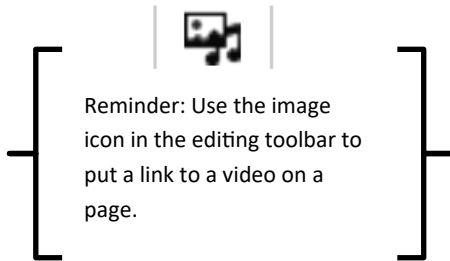 Reminder: Use the image
icon in the editing toolbar to
put a link to a video on a
page.